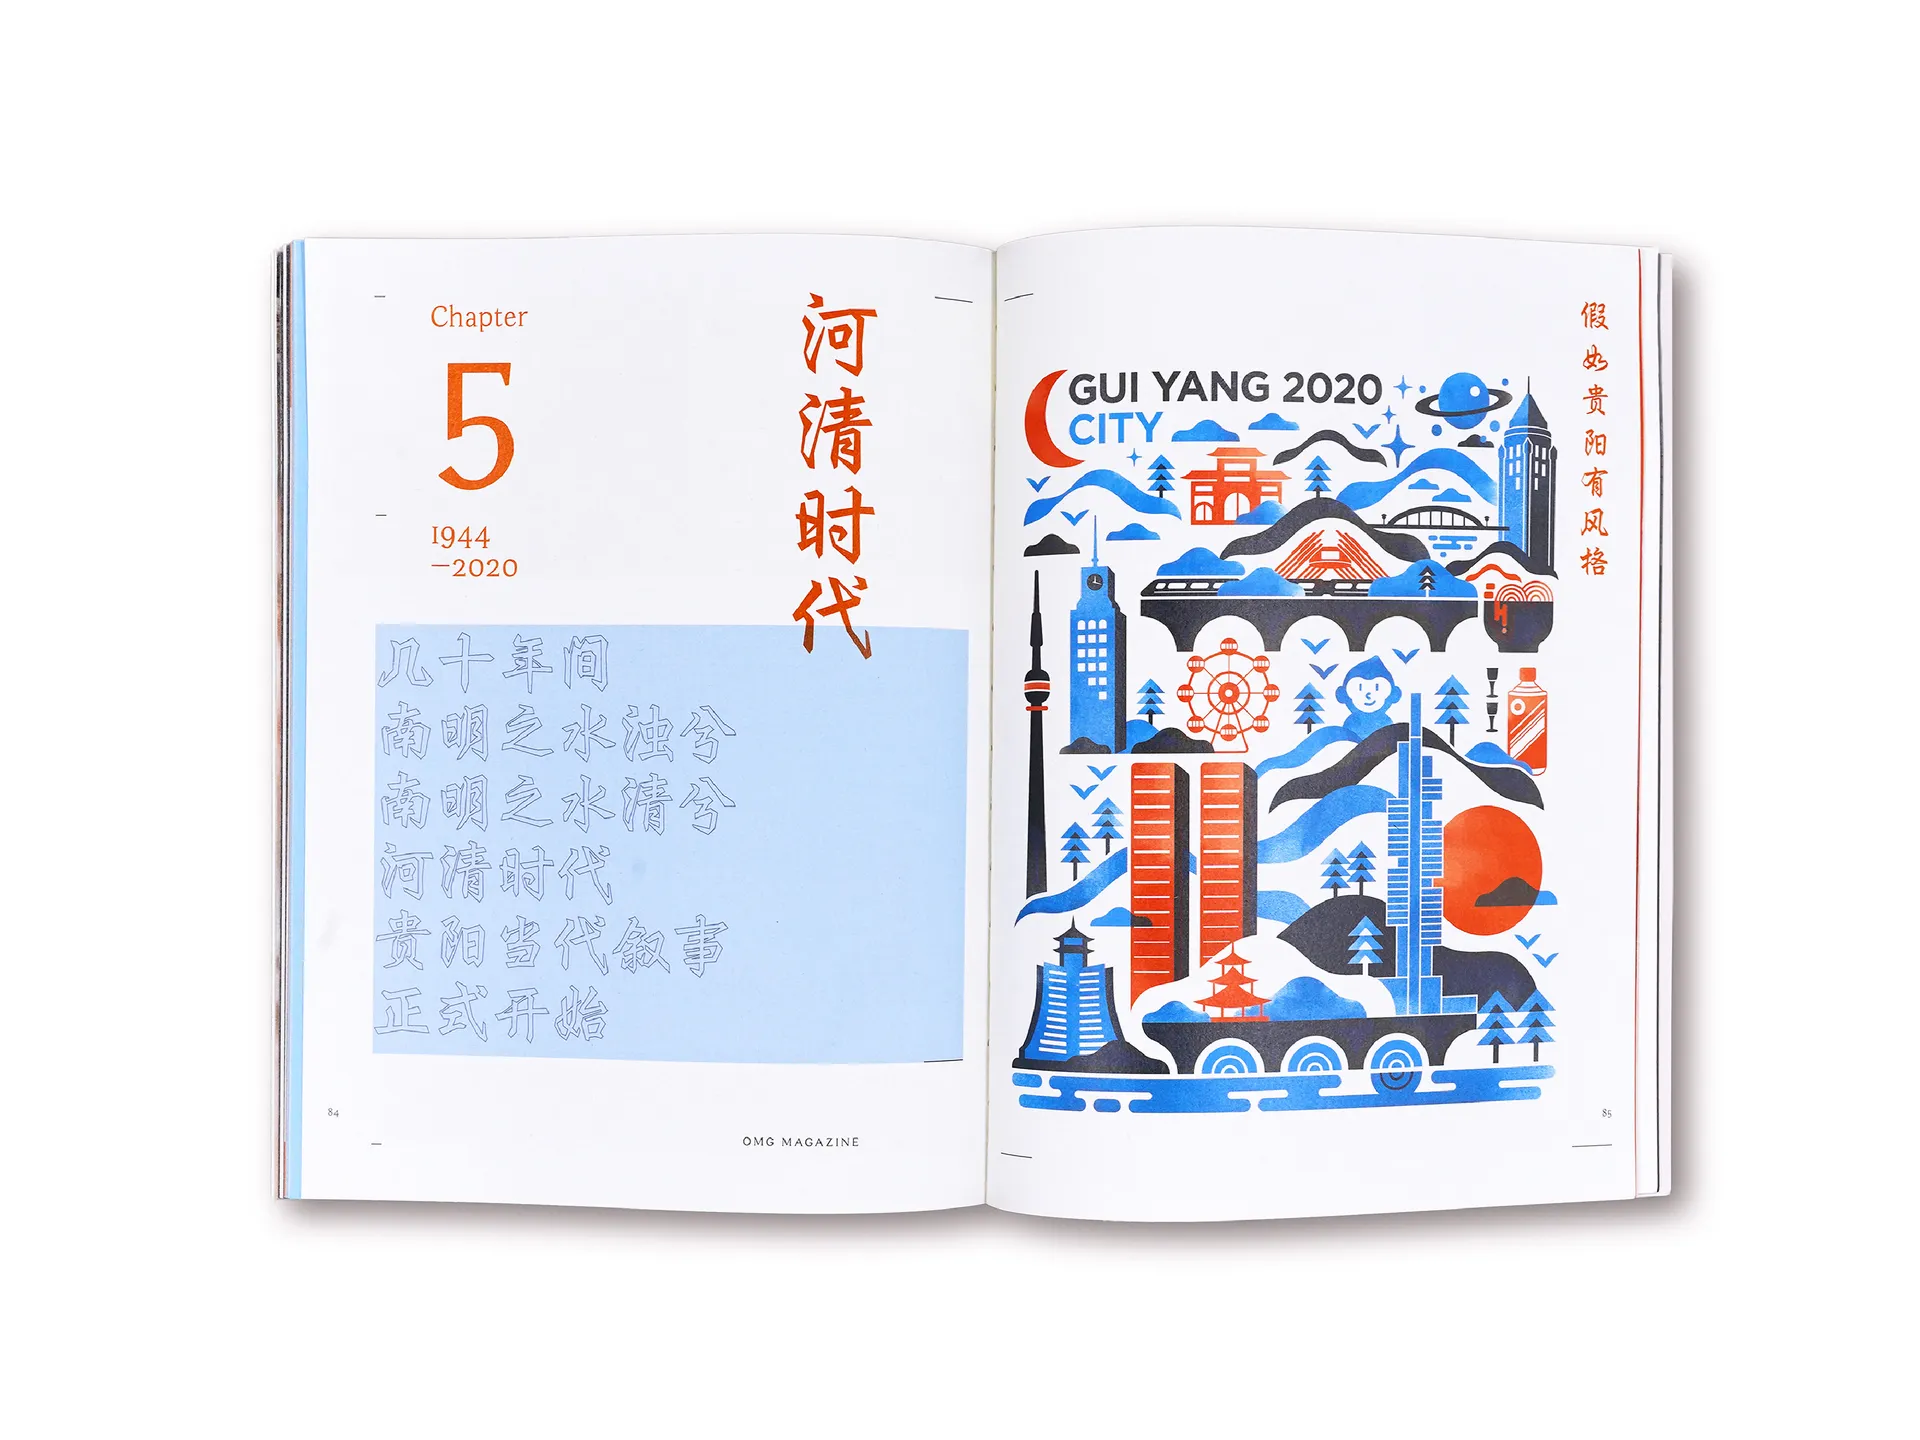 Chapter
5
1944
—2020
河清时代
几十年间
南明之水浊兮
南明之水清兮
河清时代
贵阳当代叙事
正式开始
84
OMG MAGAZINE
GUI YANG 2020
CITY
假如贵阳有风格
85